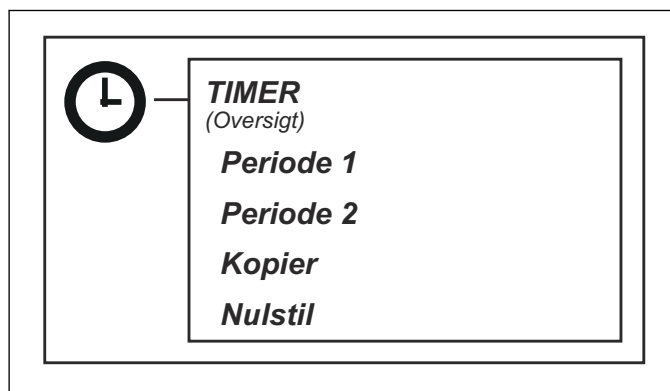 TIMER
(Oversigt)
Periode 1
Periode 2
Kopier
Nulstil